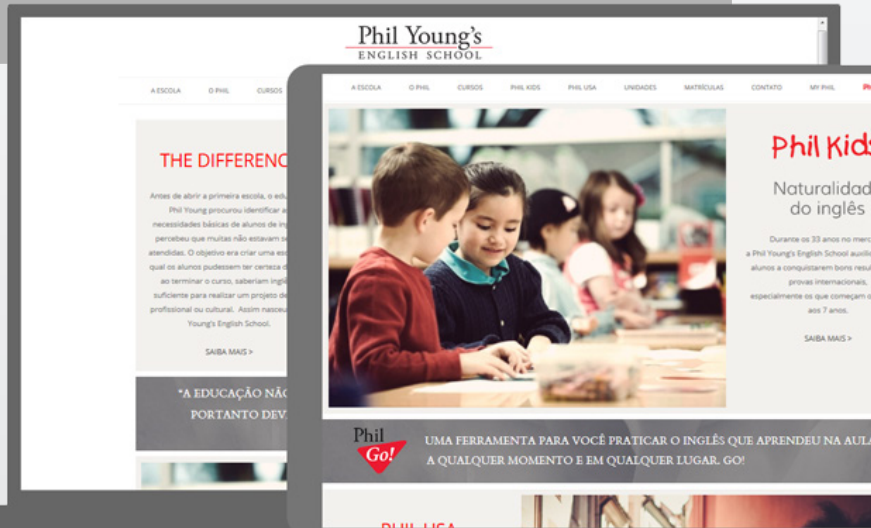 Phil Young's
ENGLISH SCHOOL
A ESCOLA O PHIL CURSOS
THE DIFFERENC
Antes de abrir a primeira escola, o edu
Phil Young procurou identificar a
necessidades básicas de alunos de in
percebeu que muitas não estavam se
atendidas. O objetivo era criar uma esc
qual os alunos pudessem ter certeza d
ao terminar o curso, saberiam inglê
suficiente para realizar um projeto de
profissional ou cultural. Assim nasceu
Young's English School.
SAIBA MAIS >
"A EDUCAÇÃO NÃO
PORTANTO DEV
A ESCOLA O PHIL CURSOS PHIL KIDS PHIL USA UNIDADES MATRÍCULAS CONTATO MY PHIL PH
Phil Kids
Naturalidad
do inglês
Durante os 33 anos no merc
a Phil Young's English School auxili
alunos a conquistarem bons resul
provas internacionais,
especialmente os que começam o
aos 7 anos.
SAIBA MAIS >
Phil
Go!
UMA FERRAMENTA PARA VOCÊ PRATICAR O INGLÊS QUE APRENDEU NA AULA
A QUALQUER MOMENTO E EM QUALQUER LUGAR. GO!
PHIL USA